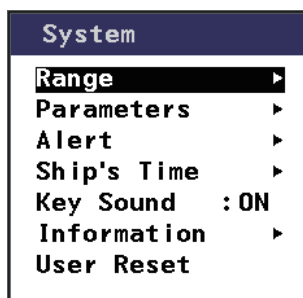 System
Range
Parameters
Alert
Ship's Time
Key Sound :ON
Information
User Reset